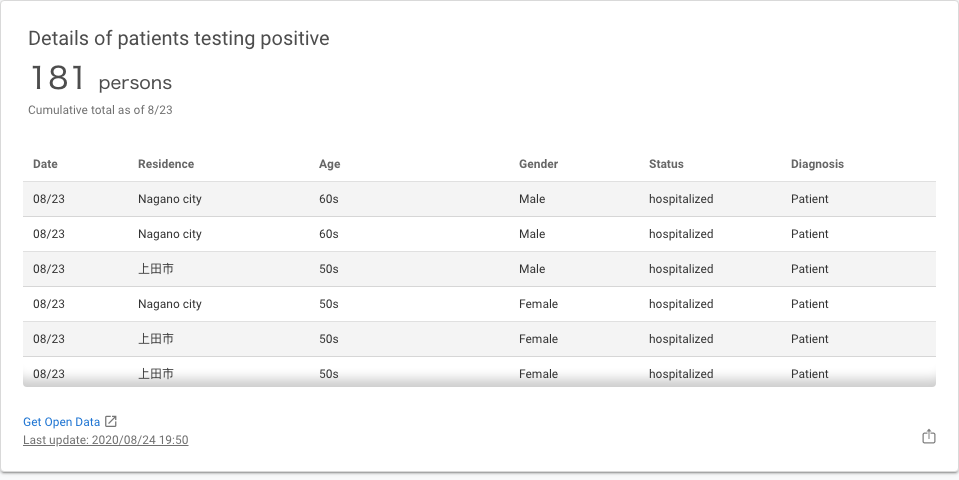 Details of patients testing positive
181 persons
Cumulative total as of 8/23
Date Residence Age Gender Status Diagnosis
08/23 Nagano city 60s Male hospitalized Patient
08/23 Nagano city 60s Male hospitalized Patient
08/23 上田市 50s Male hospitalized Patient
08/23 Nagano city 50s Female hospitalized Patient
08/23 上田市 50s Female hospitalized Patient
08/23 上田市 50s Female hospitalized Patient
Get Open Data
Last update: 2020/08/24 19:50